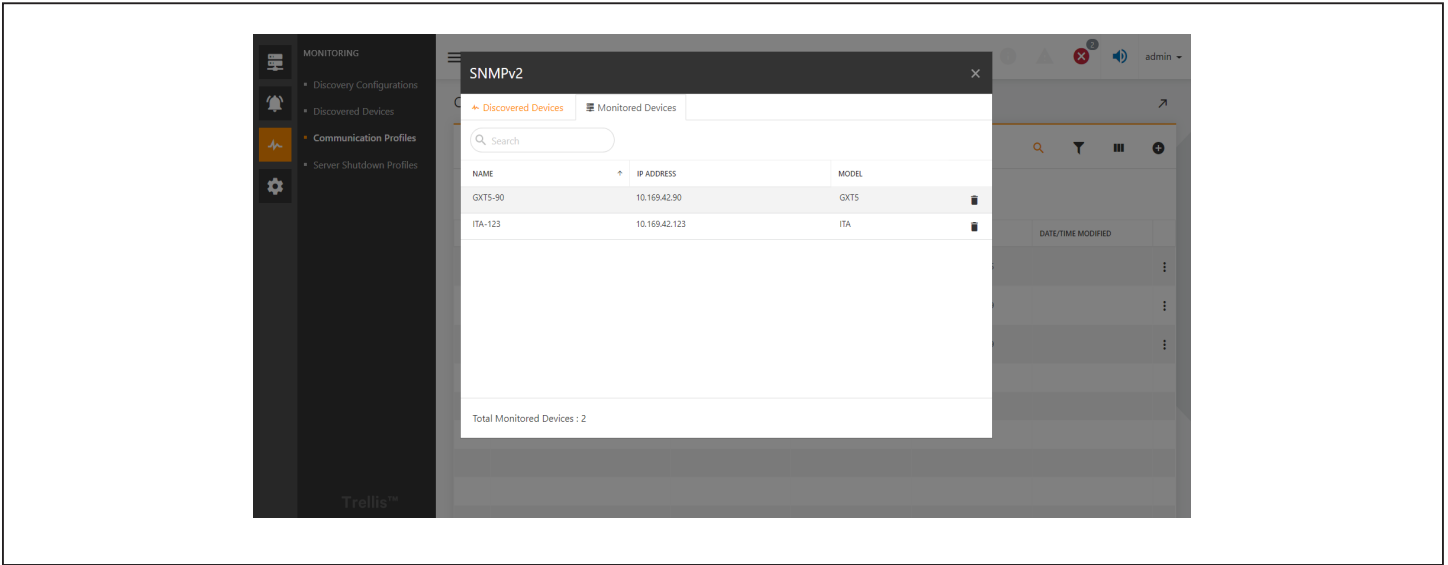 MONITORING
Discovery Configurations
Discovered Devices
Communication Profiles
Server Shutdown Profiles
Trellis™
2
admin
SNMPv2
Discovered Devices
Monitored Devices
Search
NAME
IP ADDRESS
MODEL
GXT5-90
10.169.42.90
GXT5
ITA-123
10.169.42.123
ITA
Total Monitored Devices : 2
DATE/TIME MODIFIED